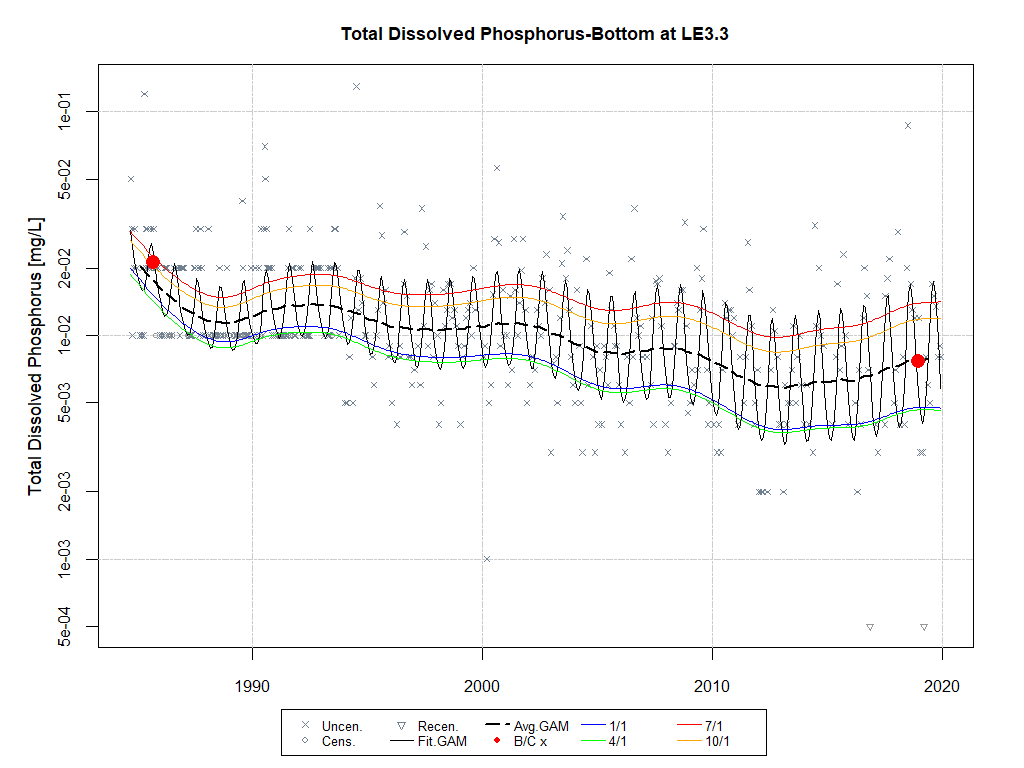 Total Dissolved Phosphorus-Bottom at LE3.3
Total Dissolved Phosphorus [mg/L]
1e-01
5e-02
2e-02
1e-02
5e-03
2e-03
1e-03
5e-04
1990 2000 2010 2020
Uncen. Recen. Avg.GAM 1/1 7/1
Cens. Fit.GAM B/C x 4/1 10/1